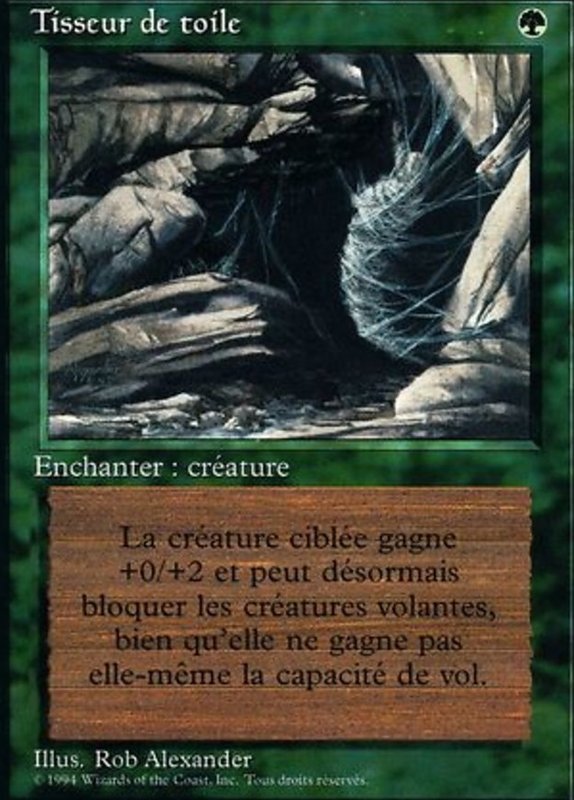 Tisseur de toile
Enchanter : créature
La créature ciblée gagne
+0/+2 et peut désormais
bloquer les créatures volantes,
bien qu'elle ne gagne pas
elle-même la capacité de vol.
Illus. Rob Alexander
© 1994 Wizards of the Coast, Inc. Tous droits réservés.